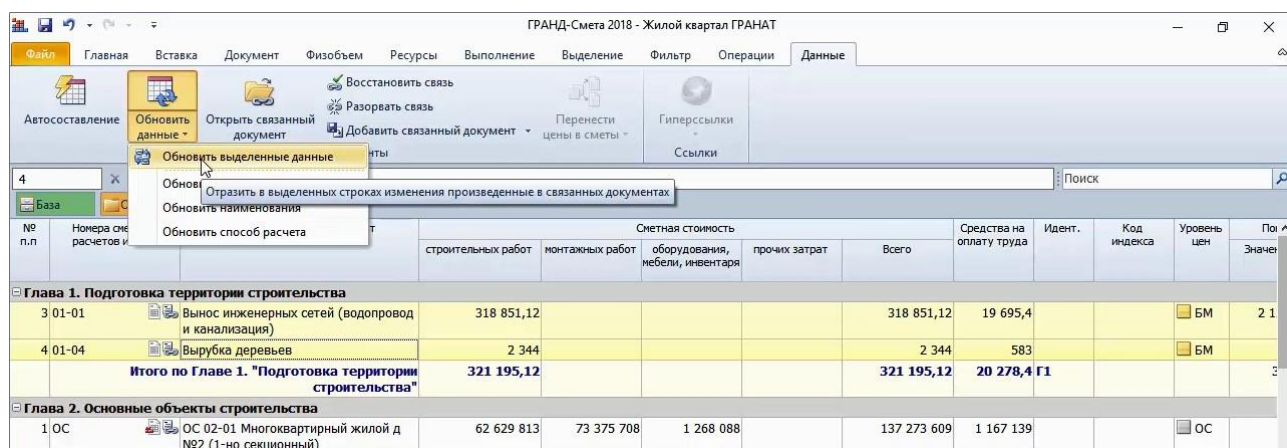 ГРАНД-Смета 2018 - Жилой квартал ГРАНАТ
Файл Главная Вставка Документ Физобъем Ресурсы Выполнение Выделение Фильтр Операции Данные
Автосоставление
Обновить данные
Открыть связанный документ
Восстановить связь
Разорвать связь
Добавить связанный документ
Перенести цены в сметы
Гиперссылки
Ссылки
Обновить выделенные данные
Отразить в выделенных строках изменения произведенные в связанных документах
Обновить наименования
Обновить способ расчета
4
Поиск
База
№ п.п
Номера
расчетов
Сметная стоимость
Средства на оплату труда
Идент.
Код индекса
Уровень цен
строительных работ монтажных работ оборудования, мебели, инвентаря прочих затрат Всего
Глава 1. Подготовка территории строительства
3 01-01 Вынос инженерных сетей (водопровод 318 851,12 318 851,12 19 695,4 БМ 2 1
и канализация)
4 01-04 Вырубка деревьев 2 344 2 344 583 БМ
Итого по Главе 1. "Подготовка территории 321 195,12 321 195,12 20 278,4 Г1
строительства"
Глава 2. Основные объекты строительства
1 ОС ОС 02-01 Многоквартирный жилой д 62 629 813 73 375 708 1 268 088 137 273 609 1 167 139 ОС
№2 (1-но секционный)